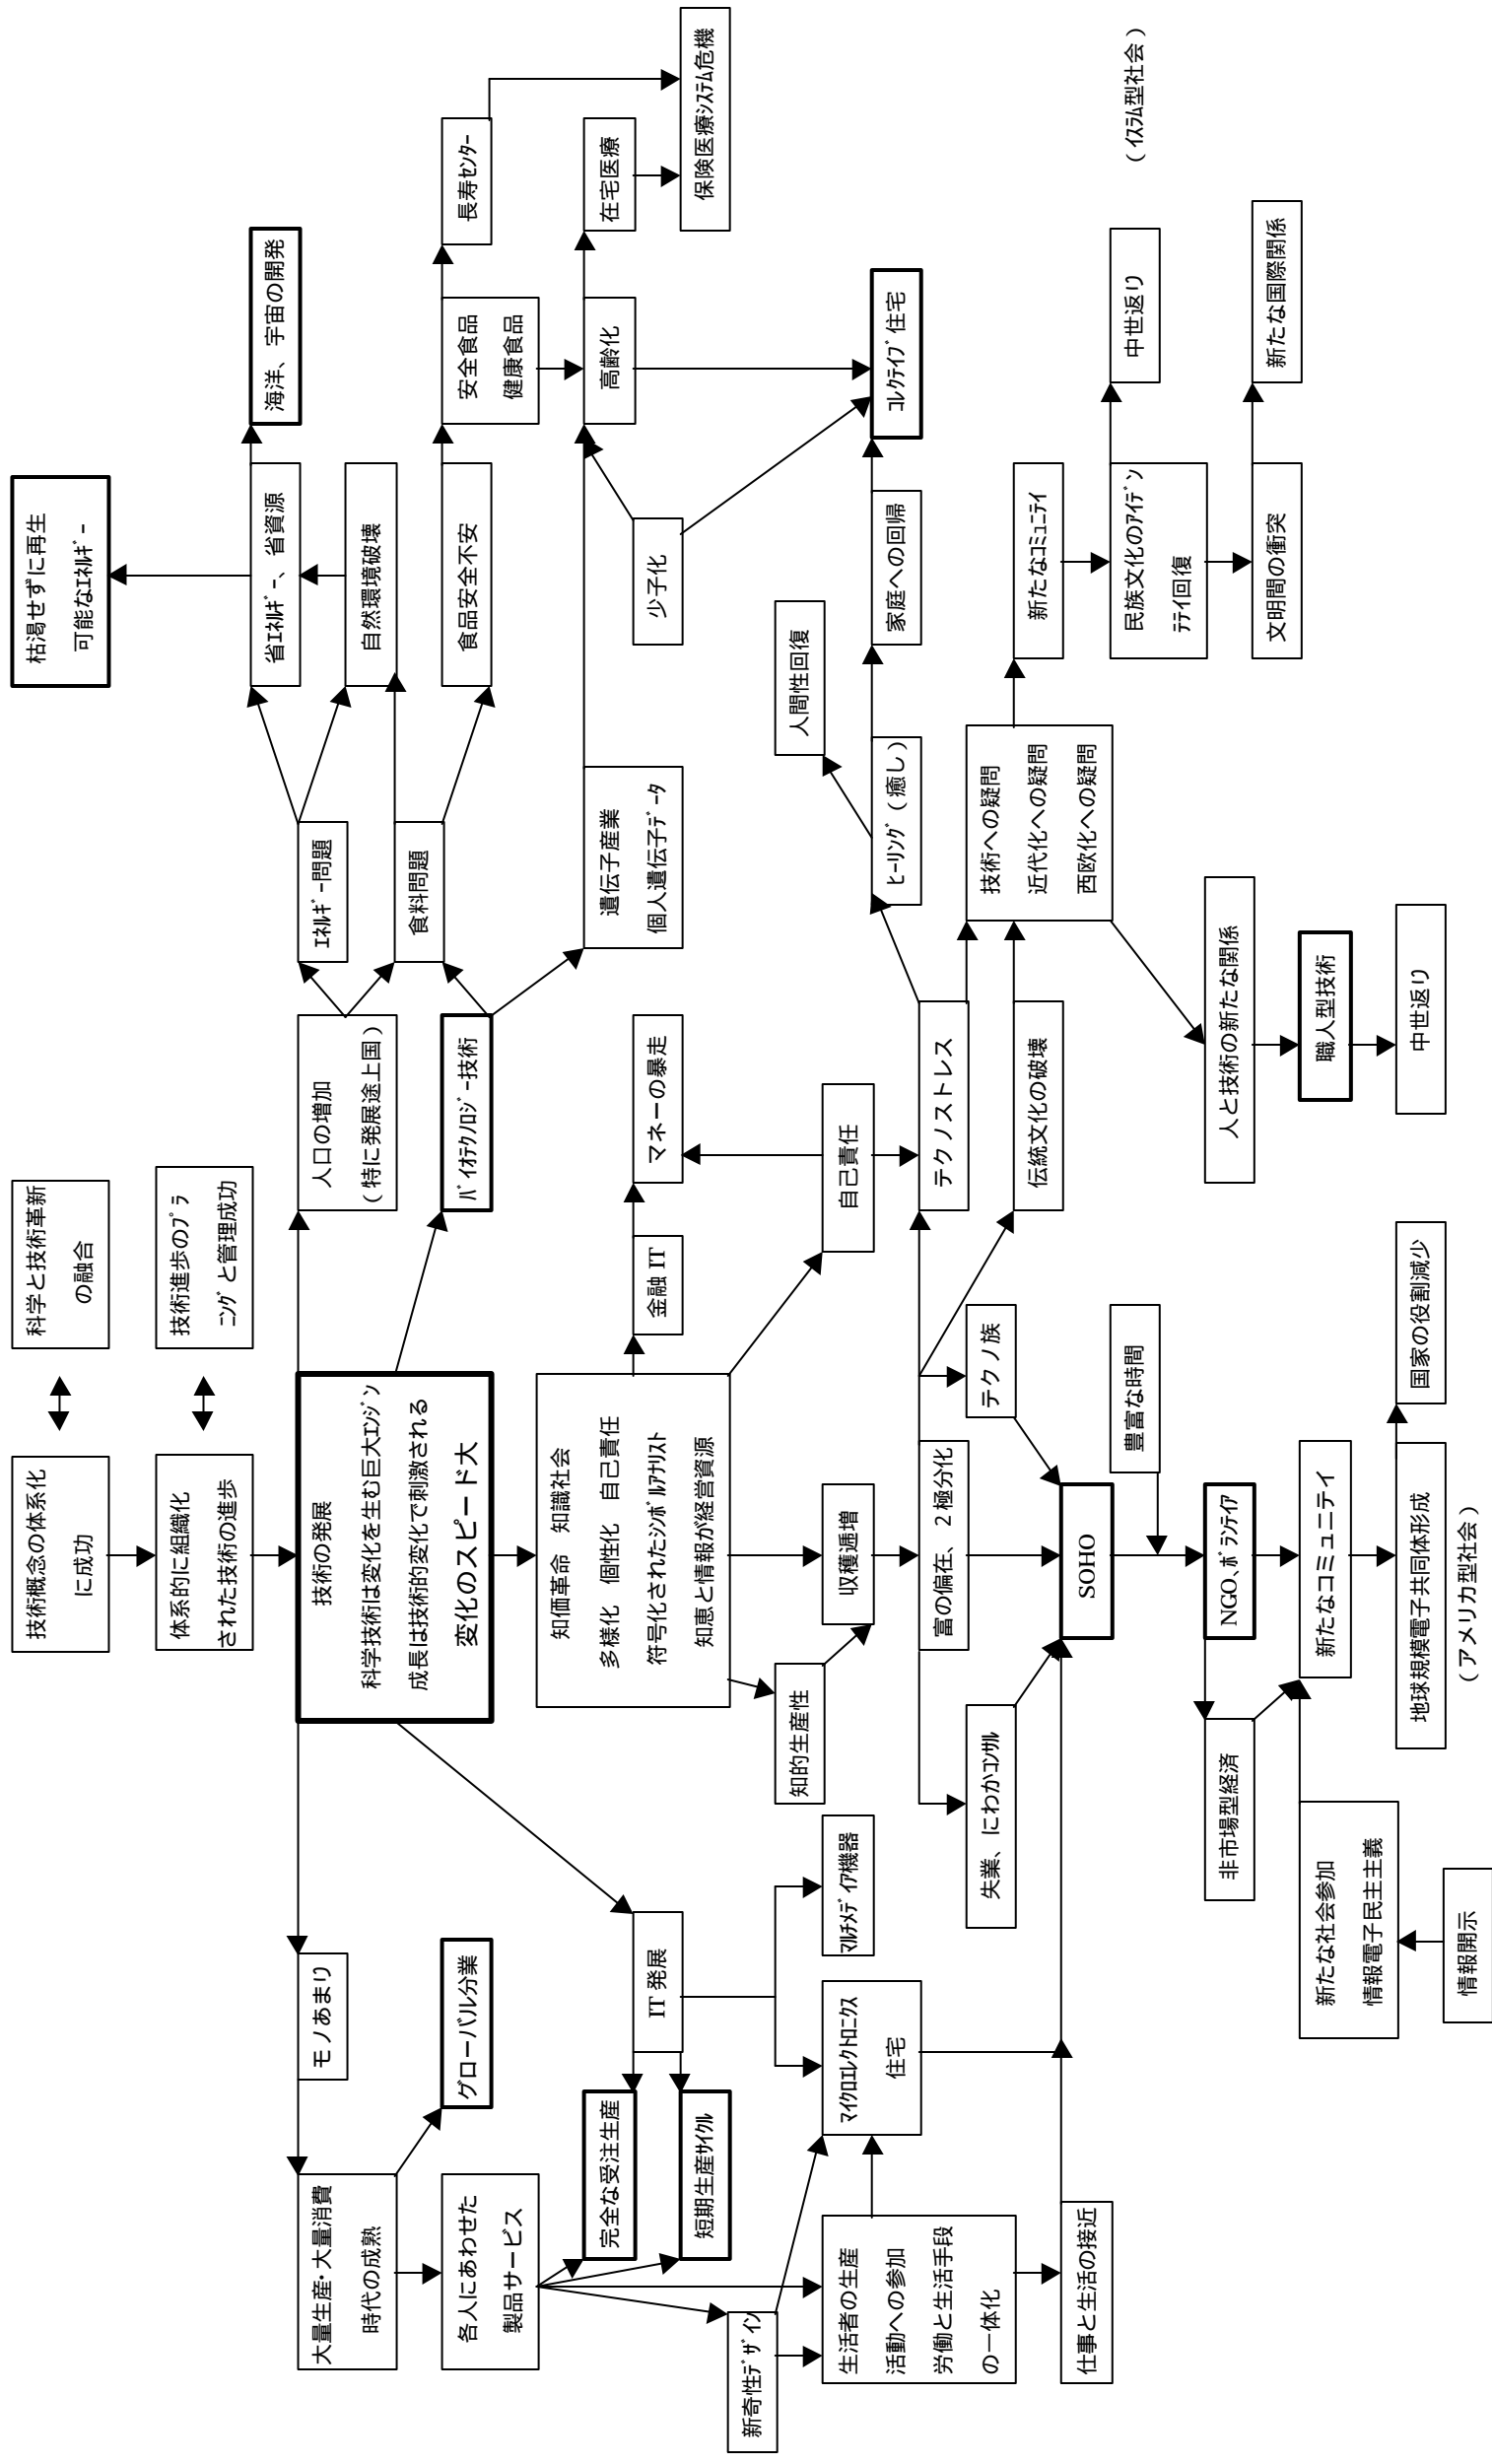 技術概念の体系化
に成功
科学と技術革新
の融合
枯渇せずに再生
可能なｴﾈﾙｷﾞｰ
体系的に組織化
された技術の進歩
技術進歩のﾌﾟﾗ
ﾆﾝｸﾞと管理成功
大量生産・大量消費
時代の成熟
モノあまり
技術の発展
科学技術は変化を生む巨大ｴﾝｼﾞﾝ
成長は技術的変化で刺激される
変化のスピード大
人口の増加
（特に発展途上国）
ｴﾈﾙｷﾞｰ問題
省ｴﾈﾙｷﾞｰ、省資源
海洋、宇宙の開発
食料問題
自然環境破壊
各人にあわせた
製品サービス
グローバル分業
ﾊﾞｲｵﾃｸﾉﾛｼﾞｰ技術
食品安全不安
安全食品
健康食品
長寿ｾﾝﾀｰ
知価革命　知識社会
多様化　個性化　自己責任
符号化されたｼﾝﾎﾞﾙｱﾅﾘｽﾄ
知恵と情報が経営資源
完全な受注生産
IT 発展
金融 IT
マネーの暴走
遺伝子産業
個人遺伝子ﾃﾞｰﾀ
少子化
高齢化
在宅医療
短期生産ｻｲｸﾙ
保険医療ｼｽﾃﾑ危機
新奇性ﾃﾞｻﾞｲﾝ
知的生産性
人間性回復
生活者の生産
活動への参加
労働と生活手段
の一体化
ﾏｲｸﾛｴﾚｸﾄﾛﾆｸｽ
住宅
ﾏﾙﾁﾒﾃﾞｲｱ機器
収穫逓増
自己責任
ﾋｰﾘﾝｸﾞ（癒し）
家庭への回帰
ｺﾚｸﾃｲﾌﾞ住宅
富の偏在、２極分化
テクノストレス
失業、にわかｺﾝｻﾙ
テクノ族
伝統文化の破壊
技術への疑問
近代化への疑問
西欧化への疑問
新たなｺﾐｭﾆﾃｲ
仕事と生活の接近
SOHO
豊富な時間
民族文化のｱｲﾃﾞﾝ
ﾃﾃｲ回復
中世返り
（ｲｽﾗﾑ型社会）
非市場型経済
NGO､ﾎﾞﾗﾝﾃｲｱ
人と技術の新たな関係
文明間の衝突
新たな国際関係
新たな社会参加
情報電子民主主義
新たなコミュニテイ
職人型技術
情報開示
地球規模電子共同体形成
（アメリカ型社会）
国家の役割減少
中世返り